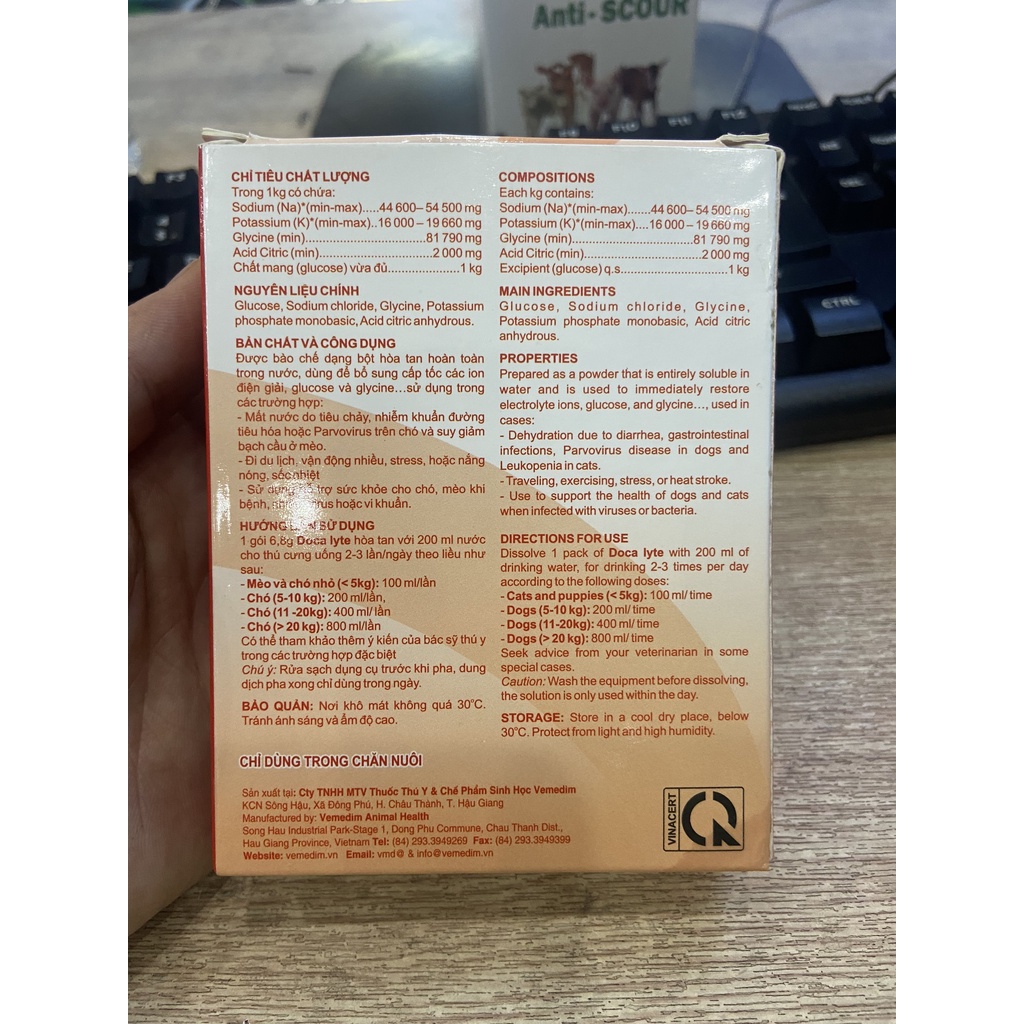 Anti-SCOUR
CHỈ TIÊU CHẤT LƯỢNG
Trong 1kg có chứa:
Sodium (Na)*(min-max).....44 600– 54 500 mg
Potassium (K)*(min-max)..16 000 – 19 660 mg
Glycine (min)............................81 790 mg
Acid Citric (min)..........................2 000 mg
Chất mang (glucose) vừa đủ.................1 kg
NGUYÊN LIỆU CHÍNH
Glucose, Sodium chloride, Glycine, Potassium
phosphate monobasic, Acid citric anhydrous.
BẢN CHẤT VÀ CÔNG DỤNG
Được bào chế dạng bột hòa tan hoàn toàn
trong nước, dùng để bổ sung cấp tốc các ion
điện giải, glucose và glycine…sử dụng trong
các trường hợp:
- Mất nước do tiêu chảy, nhiễm khuẩn đường
tiêu hóa hoặc Parvovirus trên chó và suy giảm
bạch cầu ở mèo.
- Đi du lịch, vận động nhiều, stress, hoặc nắng
nóng, sốc nhiệt
- Sử dụng trợ sức khỏe cho chó, mèo khi
bệnh, hoặc vi khuẩn.
HƯỚNG DẪN SỬ DỤNG
1 gói 6,8g Doca lyte hòa tan với 200 ml nước
cho thú cưng uống 2-3 lần/ngày theo liều như
sau:
- Mèo và chó nhỏ (< 5kg): 100 ml/lần
- Chó (5-10 kg): 200 ml/lần,
- Chó (11 -20kg): 400 ml/ lần
- Chó (> 20 kg): 800 ml/lần
Có thể tham khảo thêm ý kiến của bác sỹ thú y
trong các trường hợp đặc biệt
Chú ý: Rửa sạch dụng cụ trước khi pha, dung
dịch pha xong chỉ dùng trong ngày.
BẢO QUẢN: Nơi khô mát không quá 30°C.
Tránh ánh sáng và ẩm độ cao.
CHỈ DÙNG TRONG CHĂN NUÔI
COMPOSITIONS
Each kg contains:
Sodium (Na)*(min-max).......44 600– 54 500 mg
Potassium (K)*(min-max)....16 000 – 19 660 mg
Glycine (min)............................81 790 mg
Acid Citric (min)..........................2 000 mg
Excipient (glucose) q.s.........................1 kg
MAIN INGREDIENTS
Glucose, Sodium chloride, Glycine,
Potassium phosphate monobasic, Acid citric
anhydrous.
PROPERTIES
Prepared as a powder that is entirely soluble in
water and is used to immediately restore
electrolyte ions, glucose, and glycine…, used in
cases:
- Dehydration due to diarrhea, gastrointestinal
infections, Parvovirus disease in dogs and
Leukopenia in cats.
- Traveling, exercising, stress, or heat stroke.
- Use to support the health of dogs and cats
when infected with viruses or bacteria.
DIRECTIONS FOR USE
Dissolve 1 pack of Doca lyte with 200 ml of
drinking water, for drinking 2-3 times per day
according to the following doses:
- Cats and puppies (< 5kg): 100 ml/ time
- Dogs (5-10 kg): 200 ml/ time
- Dogs (11-20kg): 400 ml/ time
- Dogs (> 20 kg): 800 ml/ time
Seek advice from your veterinarian in some
special cases.
Caution: Wash the equipment before dissolving,
the solution is only used within the day.
STORAGE: Store in a cool dry place, below
30°C. Protect from light and high humidity.
Sản xuất tại: Cty TNHH MTV Thuốc Thú Y & Chế Phẩm Sinh Học Vemedim
KCN Sông Hậu, Xã Đông Phú, H. Châu Thành, T. Hậu Giang
Manufactured by: Vemedim Animal Health
Song Hau Industrial Park-Stage 1, Dong Phu Commune, Chau Thanh Dist.,
Hau Giang Province, Vietnam Tel: (84) 293.3949269 Fax: (84) 293.3949399
Website: vemedim.vn Email: vmd@ & info@vemedim.vn
VINACERT
CTRL